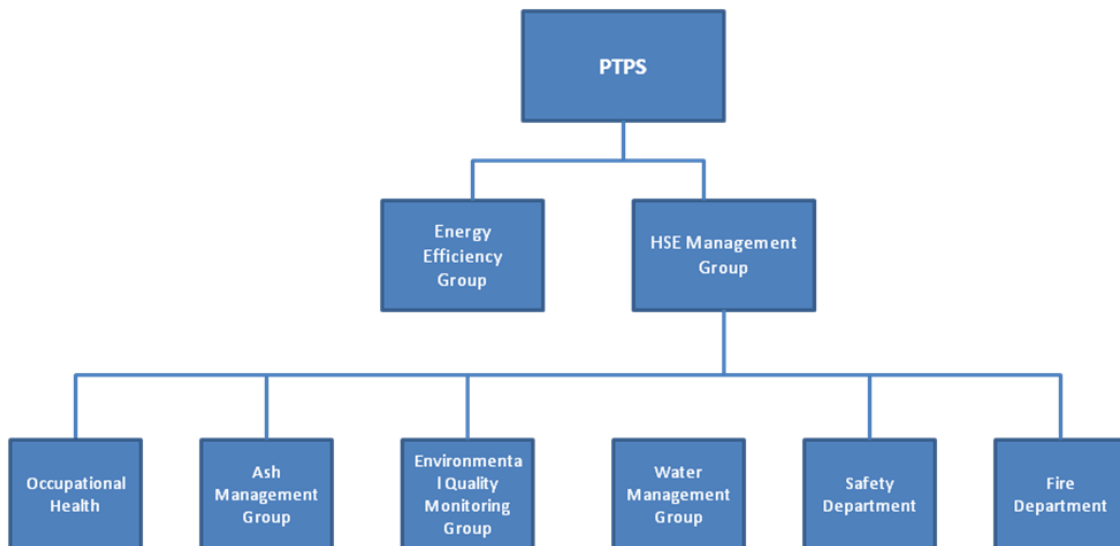 PTPS
Energy
Efficiency
Group
HSE Management
Group
Occupational
Health
Ash
Management
Group
Environmenta
l Quality
Monitoring
Group
Water
Management Group
Safety
Department
Fire
Department